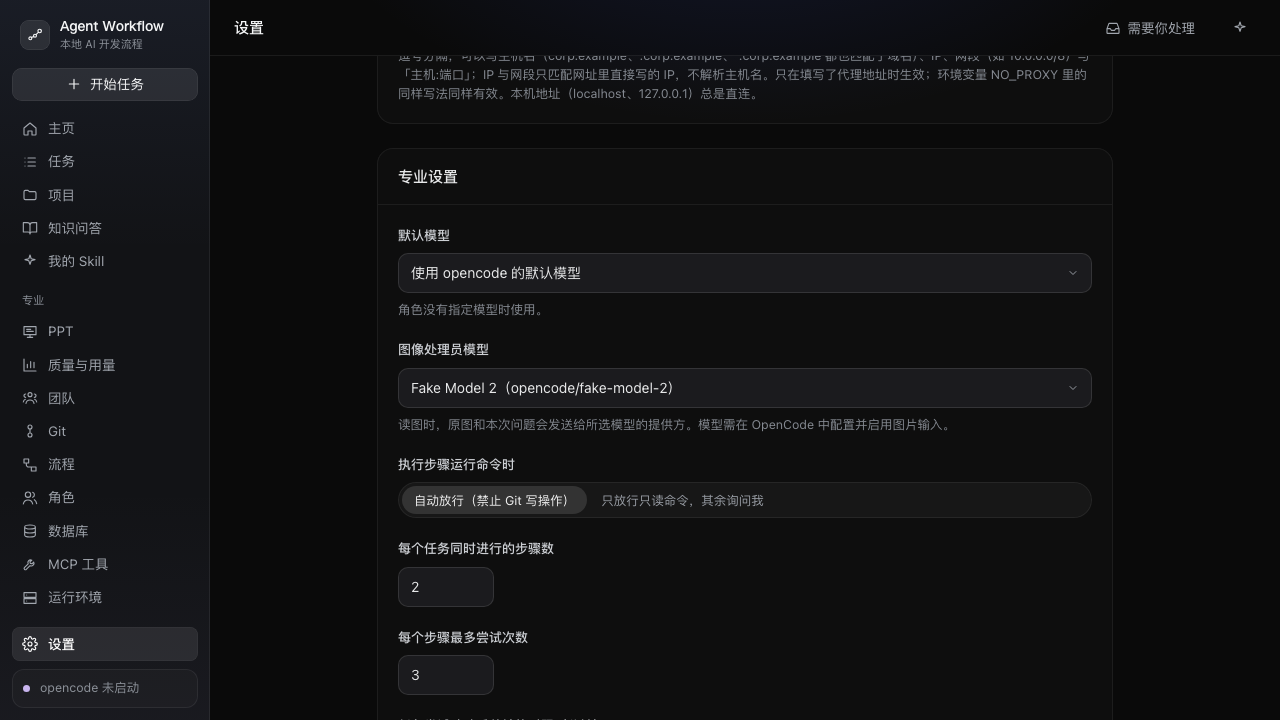 Agent Workflow
本地 AI 开发流程
开始任务
主页
任务
项目
知识问答
我的 Skill
专业
PPT
质量与用量
团队
Git
流程
角色
数据库
MCP 工具
运行环境
设置
opencode 未启动
设置
需要你处理
「主机:端口」；IP 与网段只匹配网址里直接写的 IP，不解析主机名。只在填写了代理地址时生效；环境变量 NO_PROXY 里的
同样写法同样有效。本机地址（localhost、127.0.0.1）总是直连。
专业设置
默认模型
使用 opencode 的默认模型
角色没有指定模型时使用。
图像处理员模型
Fake Model 2（opencode/fake-model-2）
读图时，原图和本次问题会发送给所选模型的提供方。模型需在 OpenCode 中配置并启用图片输入。
执行步骤运行命令时
自动放行（禁止 Git 写操作） 只放行只读命令，其余询问我
每个任务同时进行的步骤数
2
每个步骤最多尝试次数
3